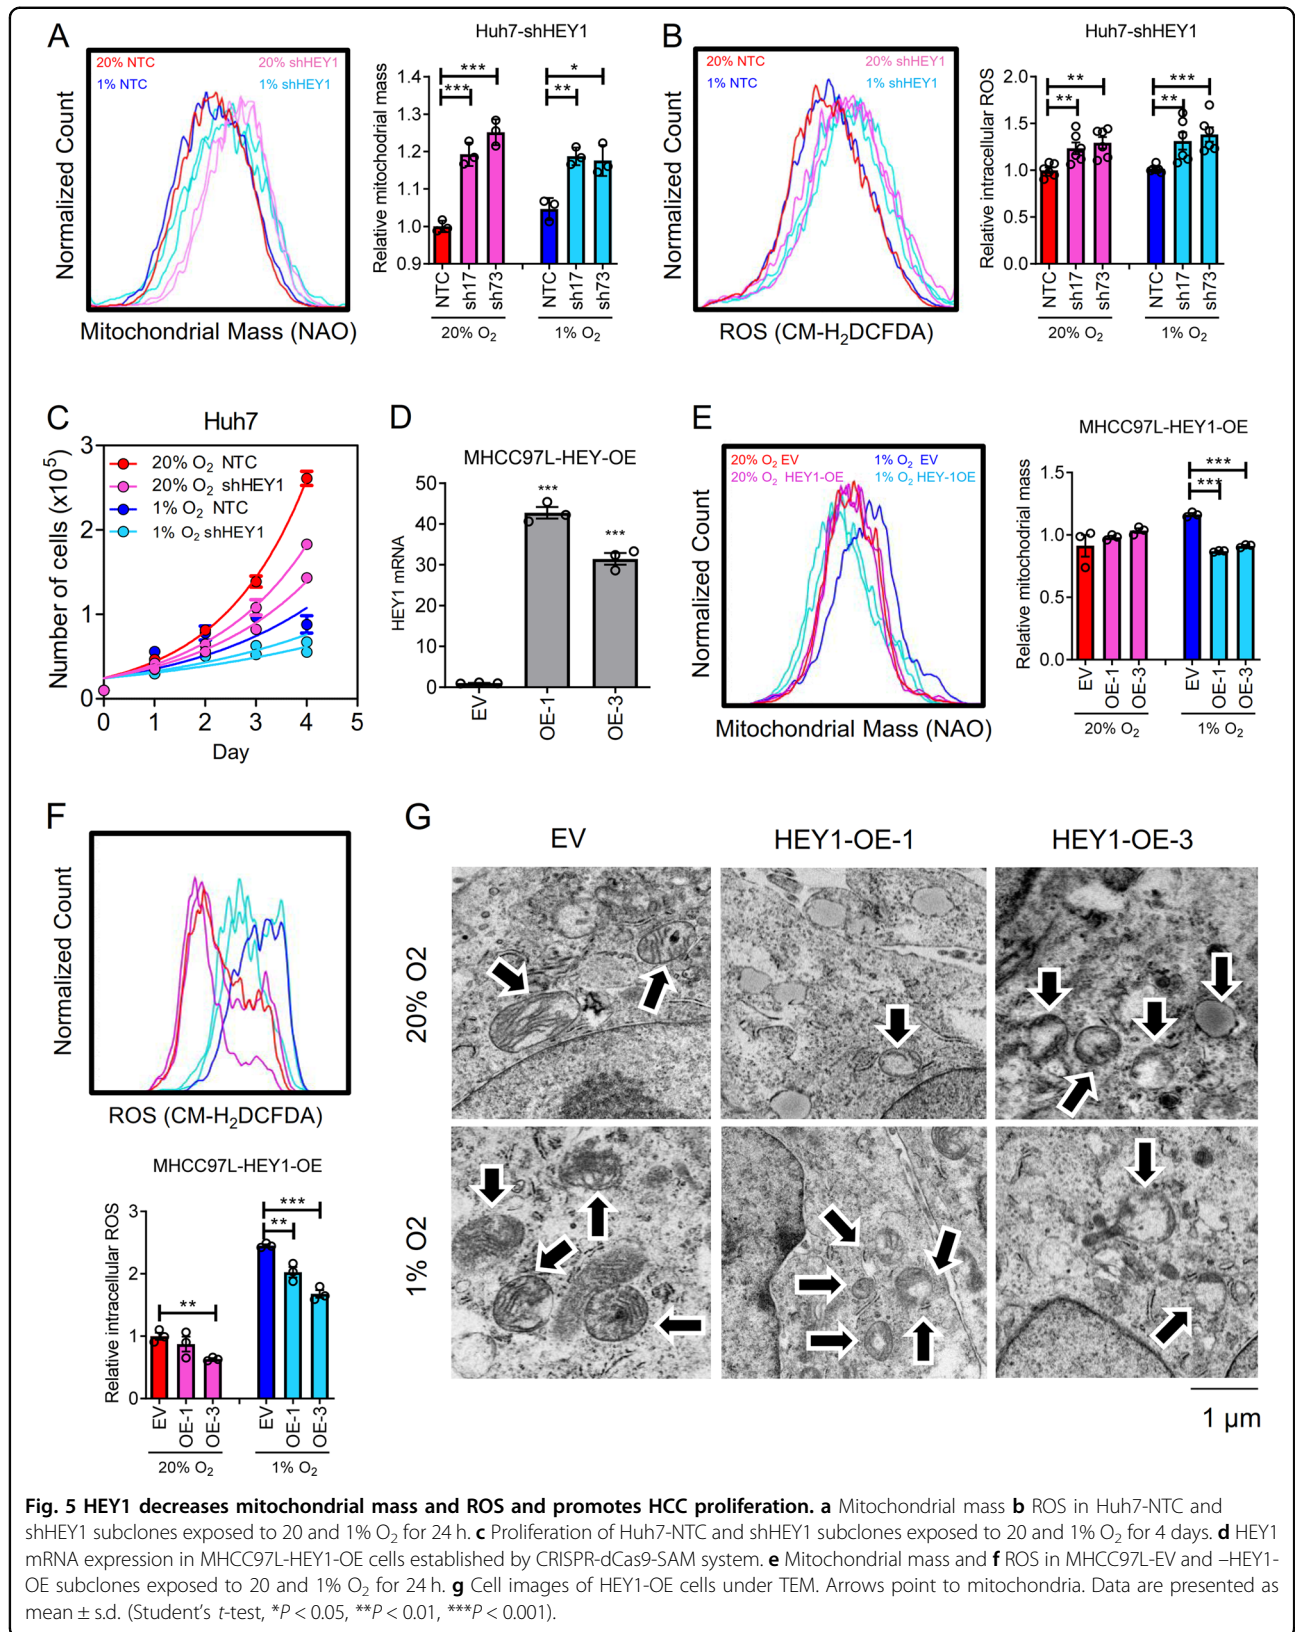 A
Huh7-shHEY1
20% NTC
20% shHEY1
1% NTC
1% shHEY1
Normalized Count
Mitochondrial Mass (NAO)
Relative mitochodrial mass
1.4
1.3
1.2
1.1
1.0
0.9
***
***
*
**
NTC
sh17
sh73
NTC
sh17
sh73
20% O2
1% O2
B
Huh7-shHEY1
20% NTC
20% shHEY1
1% NTC
1% shHEY1
Normalized Count
ROS (CM-H2DCFDA)
Relative intracellular ROS
2.0
1.5
1.0
0.5
0.0
**
**
***
**
NTC
sh17
sh73
NTC
sh17
sh73
20% O2
1% O2
C
Huh7
Number of cells (x10^5)
3
2
1
0
20% O2 NTC
20% O2 shHEY1
1% O2 NTC
1% O2 shHEY1
0 1 2 3 4 5
Day
D
MHCC97L-HEY-OE
HEY1 mRNA
50
40
30
20
10
0
***
***
EV
OE-1
OE-3
E
MHCC97L-HEY1-OE
20% O2 EV
1% O2 EV
20% O2 HEY1-OE
1% O2 HEY-1OE
Normalized Count
Mitochondrial Mass (NAO)
Relative mitochodrial mass
1.5
1.0
0.5
0.0
***
***
EV
OE-1
OE-3
EV
OE-1
OE-3
20% O2
1% O2
F
Normalized Count
ROS (CM-H2DCFDA)
MHCC97L-HEY1-OE
Relative intracellular ROS
3
2
1
0
**
***
**
EV
OE-1
OE-3
EV
OE-1
OE-3
20% O2
1% O2
G
EV
HEY1-OE-1
HEY1-OE-3
20% O2
1% O2
1 µm
Fig. 5 HEY1 decreases mitochondrial mass and ROS and promotes HCC proliferation. a Mitochondrial mass b ROS in Huh7-NTC and
shHEY1 subclones exposed to 20 and 1% O2 for 24 h. c Proliferation of Huh7-NTC and shHEY1 subclones exposed to 20 and 1% O2 for 4 days. d HEY1
mRNA expression in MHCC97L-HEY1-OE cells established by CRISPR-dCas9-SAM system. e Mitochondrial mass and f ROS in MHCC97L-EV and –HEY1-
OE subclones exposed to 20 and 1% O2 for 24 h. g Cell images of HEY1-OE cells under TEM. Arrows point to mitochondria. Data are presented as
mean ± s.d. (Student's t-test, *P < 0.05, **P < 0.01, ***P < 0.001).